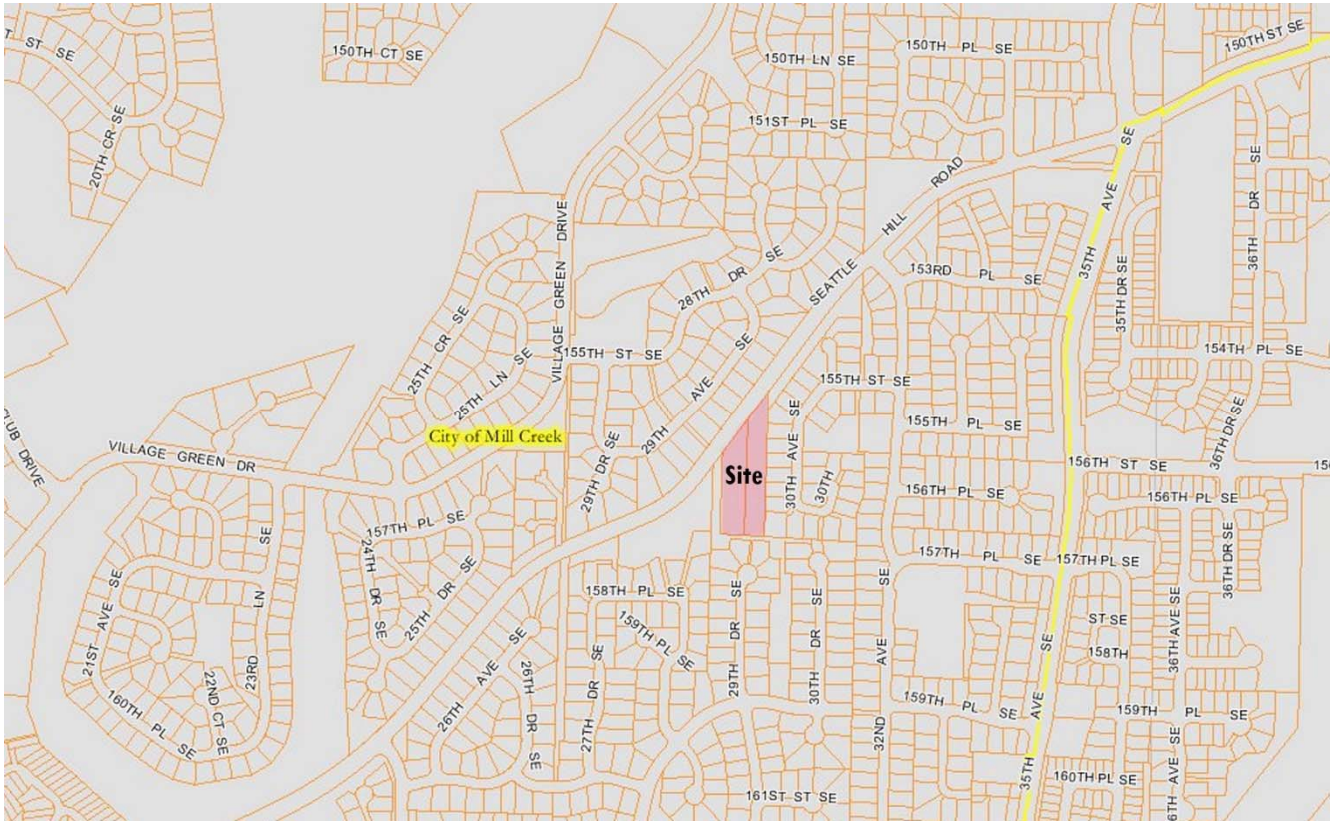 T ST SE
150TH CT SE
20TH CR SE
150TH LN SE
150TH PL SE
150TH ST SE
151ST PL SE
SEATTLE HILL ROAD
35TH AVE SE
36TH DR SE
VILLAGE GREEN DRIVE
28TH DR SE
153RD PL SE
35TH DR SE
25TH CR SE
25TH LN SE
155TH ST SE
29TH AVE SE
155TH ST SE
154TH PL SE
CLUB DRIVE
VILLAGE GREEN DR
City of Mill Creek
29TH DR SE
Site
30TH AVE SE
30TH
155TH PL SE
156TH PL SE
156TH ST SE
36TH DR SE
156TH PL SE
36TH DR SE
157TH PL SE
24TH DR SE
25TH DR SE
157TH PL SE
157TH PL SE
21ST AVE SE
23RD LN SE
22ND CT SE
160TH PL SE
26TH AVE SE
26TH DR SE
27TH DR SE
158TH PL SE
159TH PL SE
29TH DR SE
30TH DR SE
32ND AVE SE
159TH PL SE
35TH AVE SE
ST SE
158TH
36TH AVE SE
159TH PL SE
160TH PL SE
6TH AVE SE
161ST ST SE